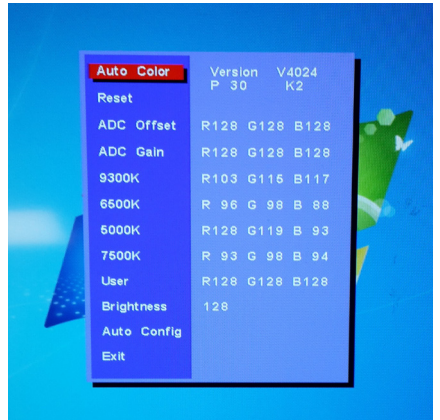 Auto Color Version V4024
P 30 K2
Reset
ADC Offset R128 G128 B128
ADC Gain R128 G128 B128
9300K R103 G115 B117
6500K R 96 G 98 B 88
5000K R128 G119 B 93
7500K R 93 G 98 B 94
User R128 G128 B128
Brightness 128
Auto Config
Exit